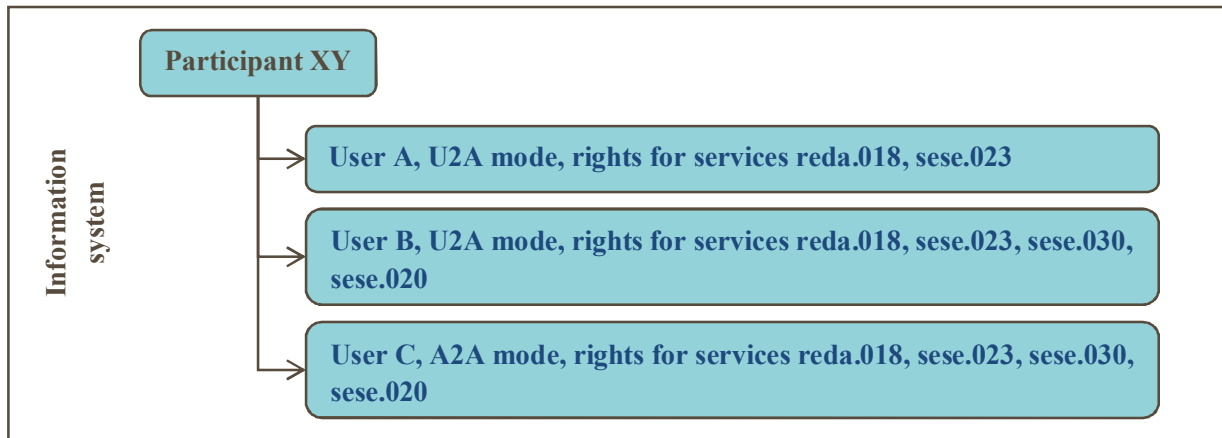 Participant XY
Information
system
User A, U2A mode, rights for services reda.018, sese.023
User B, U2A mode, rights for services reda.018, sese.023, sese.030,
sese.020
User C, A2A mode, rights for services reda.018, sese.023, sese.030,
sese.020